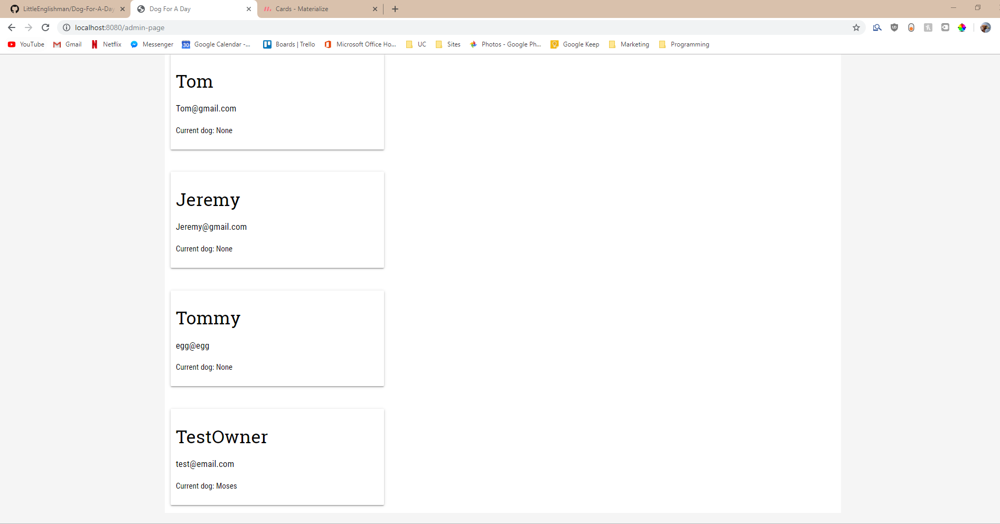 LittleEnglishman/Dog-For-A-Day
Dog For A Day
Cards - Materialize
localhost:8080/admin-page
YouTube
Gmail
Netflix
Messenger
30
Google Calendar -...
Boards | Trello
Microsoft Office Ho...
UC
Sites
Photos - Google Ph...
Google Keep
Marketing
Programming
Tom
Tom@gmail.com
Current dog: None
Jeremy
Jeremy@gmail.com
Current dog: None
Tommy
egg@egg
Current dog: None
TestOwner
test@email.com
Current dog: Moses